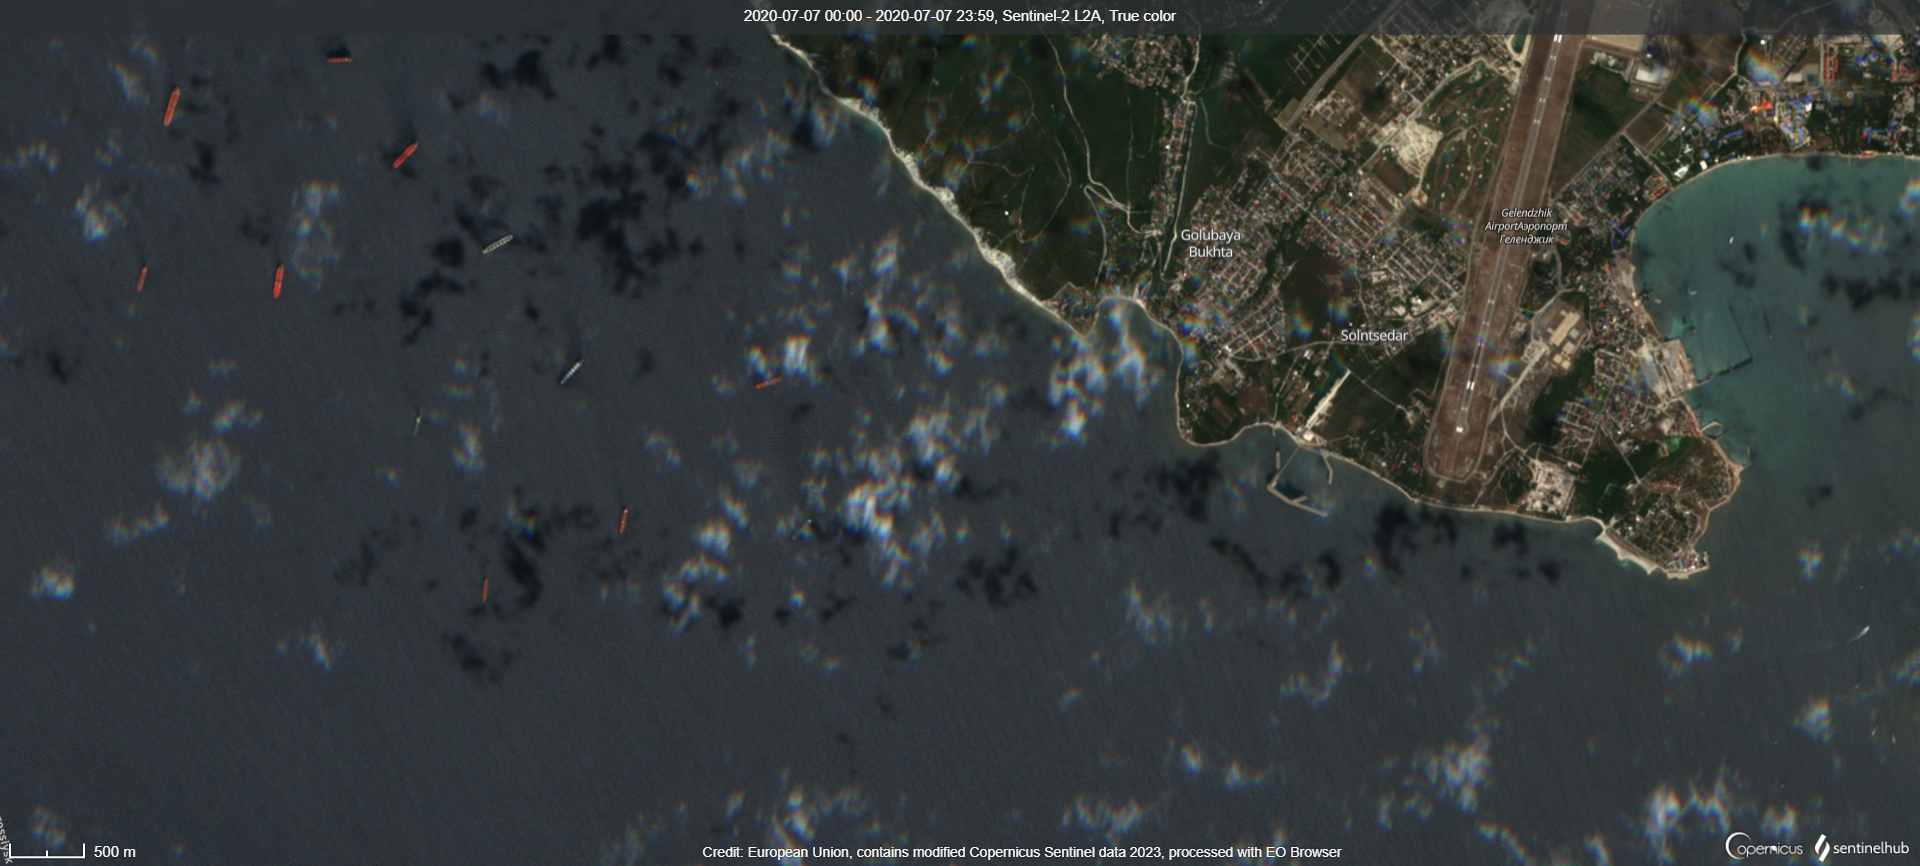 2020-07-07 00:00 - 2020-07-07 23:59, Sentinel-2 L2A, True color
Gelendzhik
AirportАэропорт
Геленджик
Golubaya
Bukhta
Solntsedar
500 m
Credit: European Union, contains modified Copernicus Sentinel data 2023, processed with EO Browser
Copernicus
sentinelhub